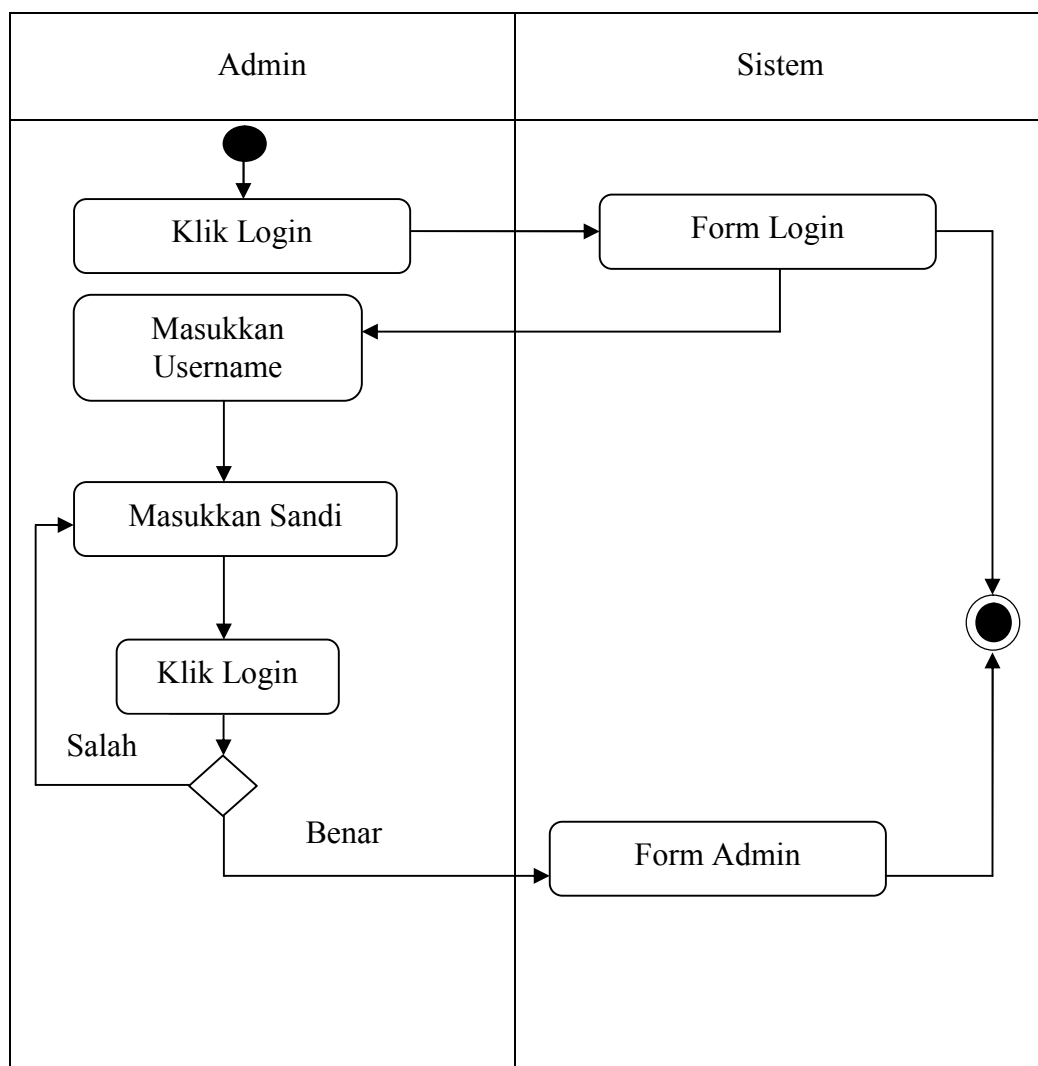 Admin
Sistem
Klik Login
Form Login
Masukkan
Username
Masukkan Sandi
Klik Login
Salah
Benar
Form Admin